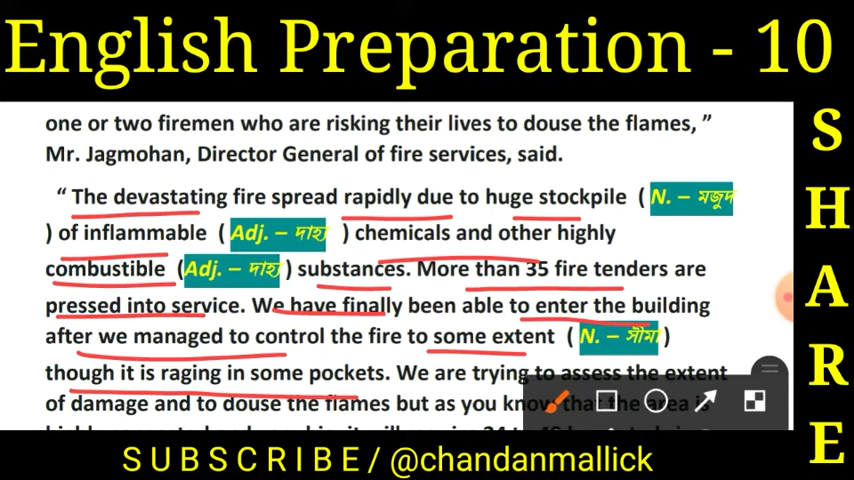 English Preparation - 10
one or two firemen who are risking their lives to douse the flames, ”
Mr. Jagmohan, Director General of fire services, said.
“ The devastating fire spread rapidly due to huge stockpile ( N. – মজুদ
) of inflammable ( Adj. – দাহ্য ) chemicals and other highly
combustible (Adj. – দাহ্য ) substances. More than 35 fire tenders are
pressed into service. We have finally been able to enter the building
after we managed to control the fire to some extent ( N. – সীমা )
though it is raging in some pockets. We are trying to assess the extent
of damage and to douse the flames but as you know that the area is
SHARE
SUBSCRIBE/ @chandanmallick